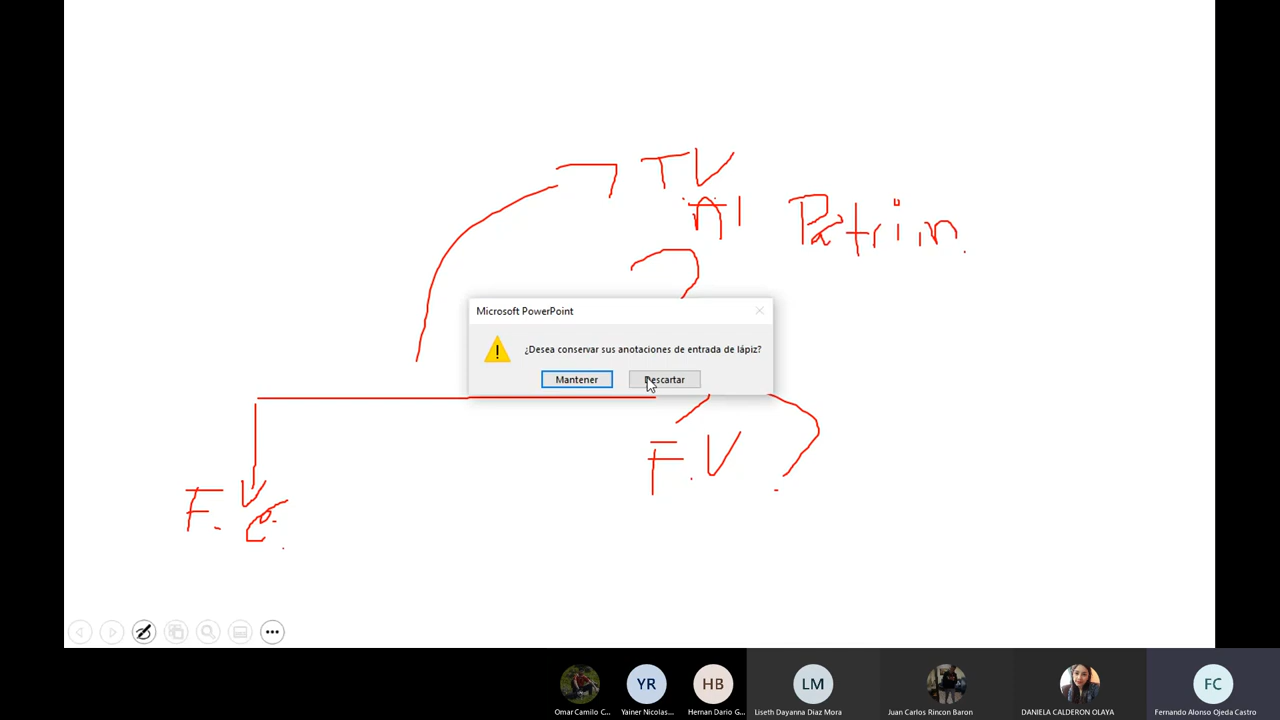 TV
n1 Patrim.
Microsoft PowerPoint
¿Desea conservar sus anotaciones de entrada de lápiz?
Mantener Descartar
F.V ?
F.
YR HB LM FC
Omar Camilo C... Yainer Nicolas... Hernan Dario G... Liseth Dayanna Diaz Mora Juan Carlos Rincon Baron DANIELA CALDERON OLAYA Fernando Alonso Ojeda Castro